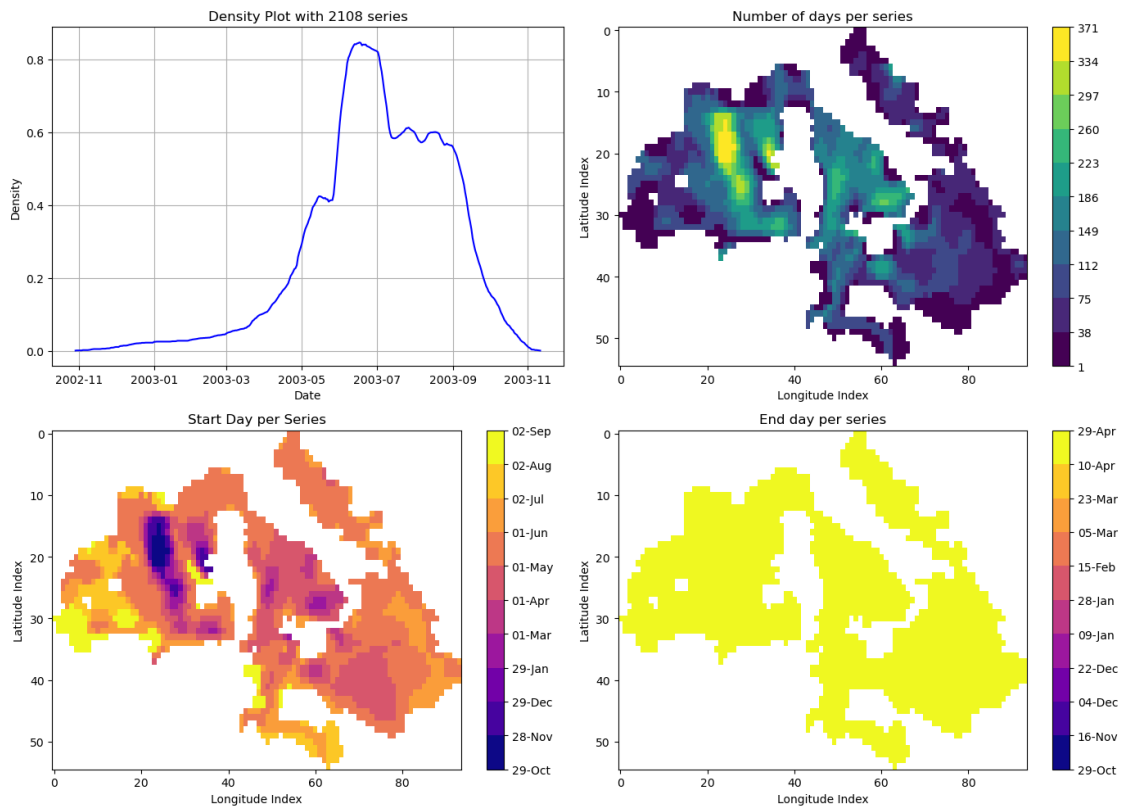 Density Plot with 2108 series
0.8
0.6
0.4
0.2
0.0
Density
2002-11 2003-01 2003-03 2003-05 2003-07 2003-09 2003-11
Date
Number of days per series
0
10
20
30
40
50
Latitude Index
0 20 40 60 80
Longitude Index
371
334
297
260
223
186
149
112
75
38
1
Start Day per Series
0
10
20
30
40
50
Latitude Index
0 20 40 60 80
Longitude Index
02-Sep
02-Aug
02-Jul
01-Jun
01-May
01-Apr
01-Mar
29-Jan
29-Dec
28-Nov
29-Oct
End day per series
0
10
20
30
40
50
Latitude Index
0 20 40 60 80
Longitude Index
29-Apr
10-Apr
23-Mar
05-Mar
15-Feb
28-Jan
09-Jan
22-Dec
04-Dec
16-Nov
29-Oct